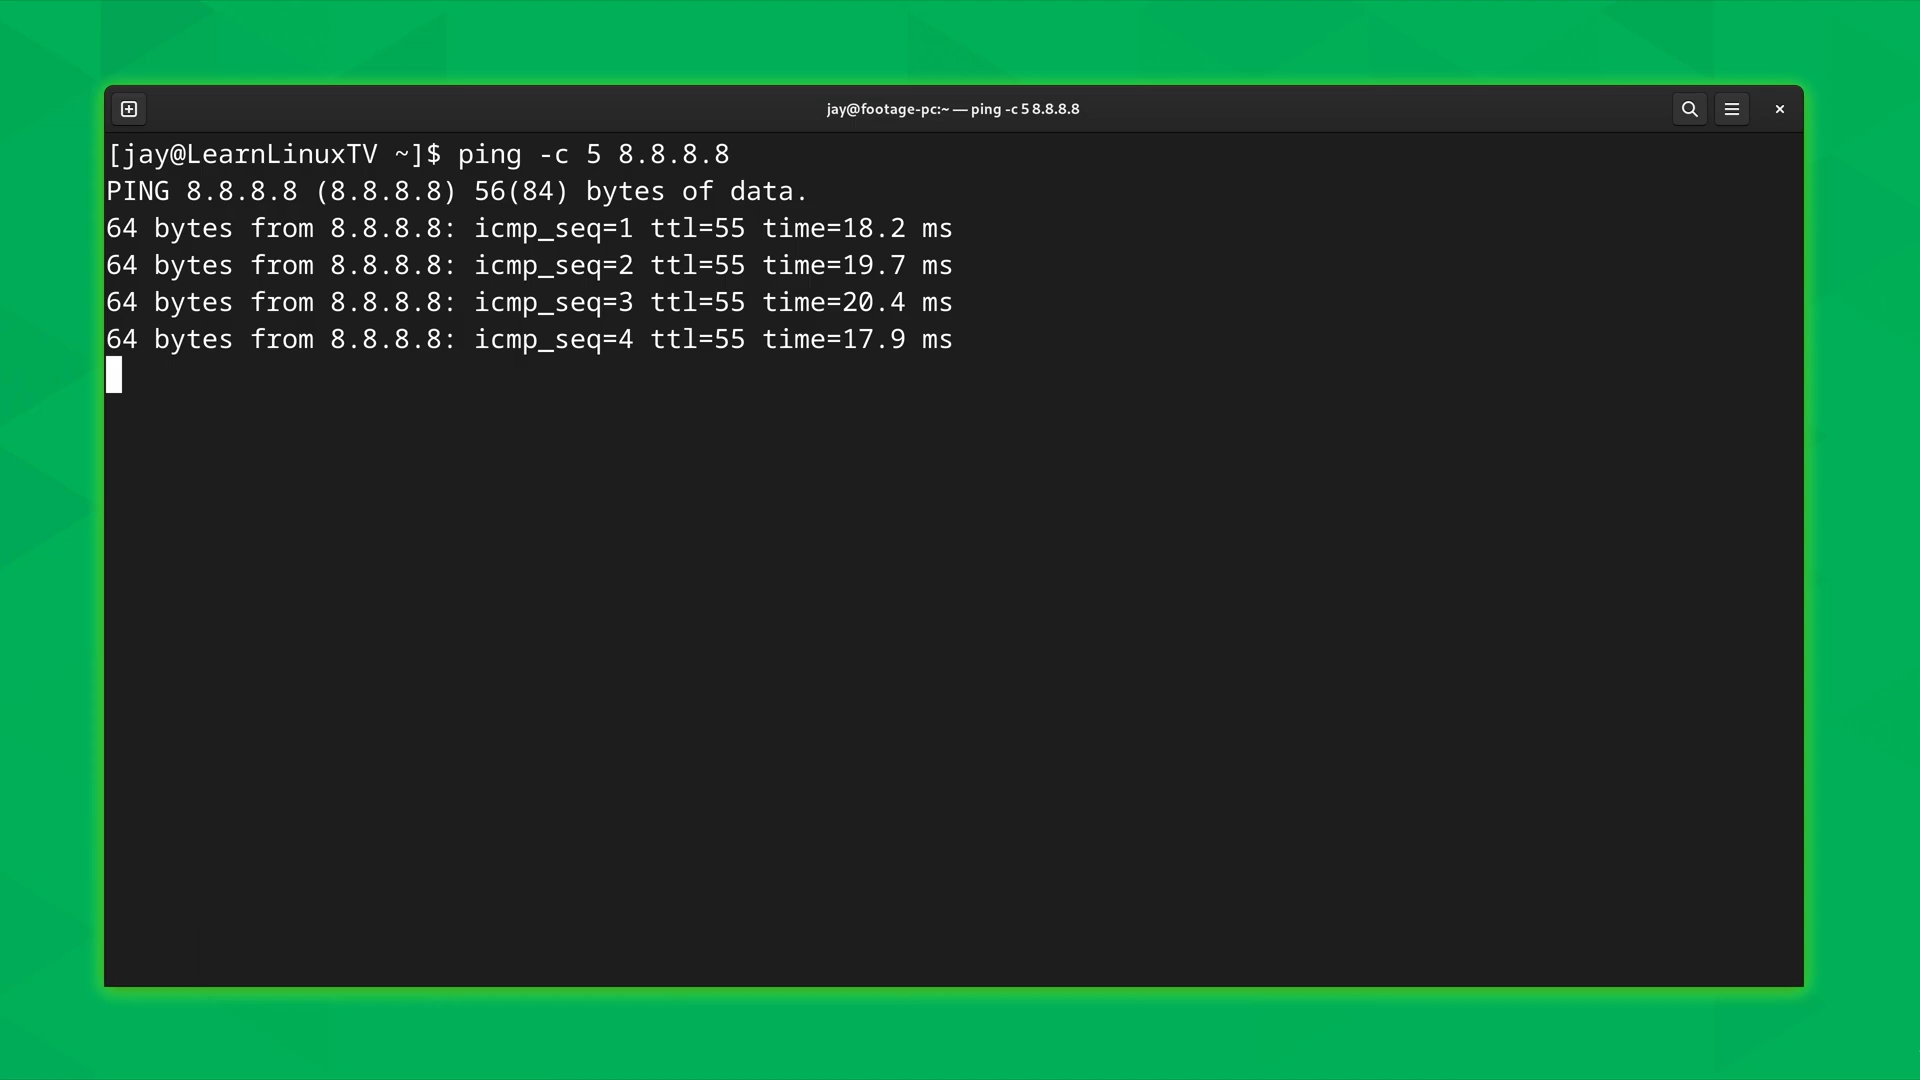 jay@footage-pc:~ — ping -c 5 8.8.8.8
[jay@LearnLinuxTV ~]$ ping -c 5 8.8.8.8
PING 8.8.8.8 (8.8.8.8) 56(84) bytes of data.
64 bytes from 8.8.8.8: icmp_seq=1 ttl=55 time=18.2 ms
64 bytes from 8.8.8.8: icmp_seq=2 ttl=55 time=19.7 ms
64 bytes from 8.8.8.8: icmp_seq=3 ttl=55 time=20.4 ms
64 bytes from 8.8.8.8: icmp_seq=4 ttl=55 time=17.9 ms